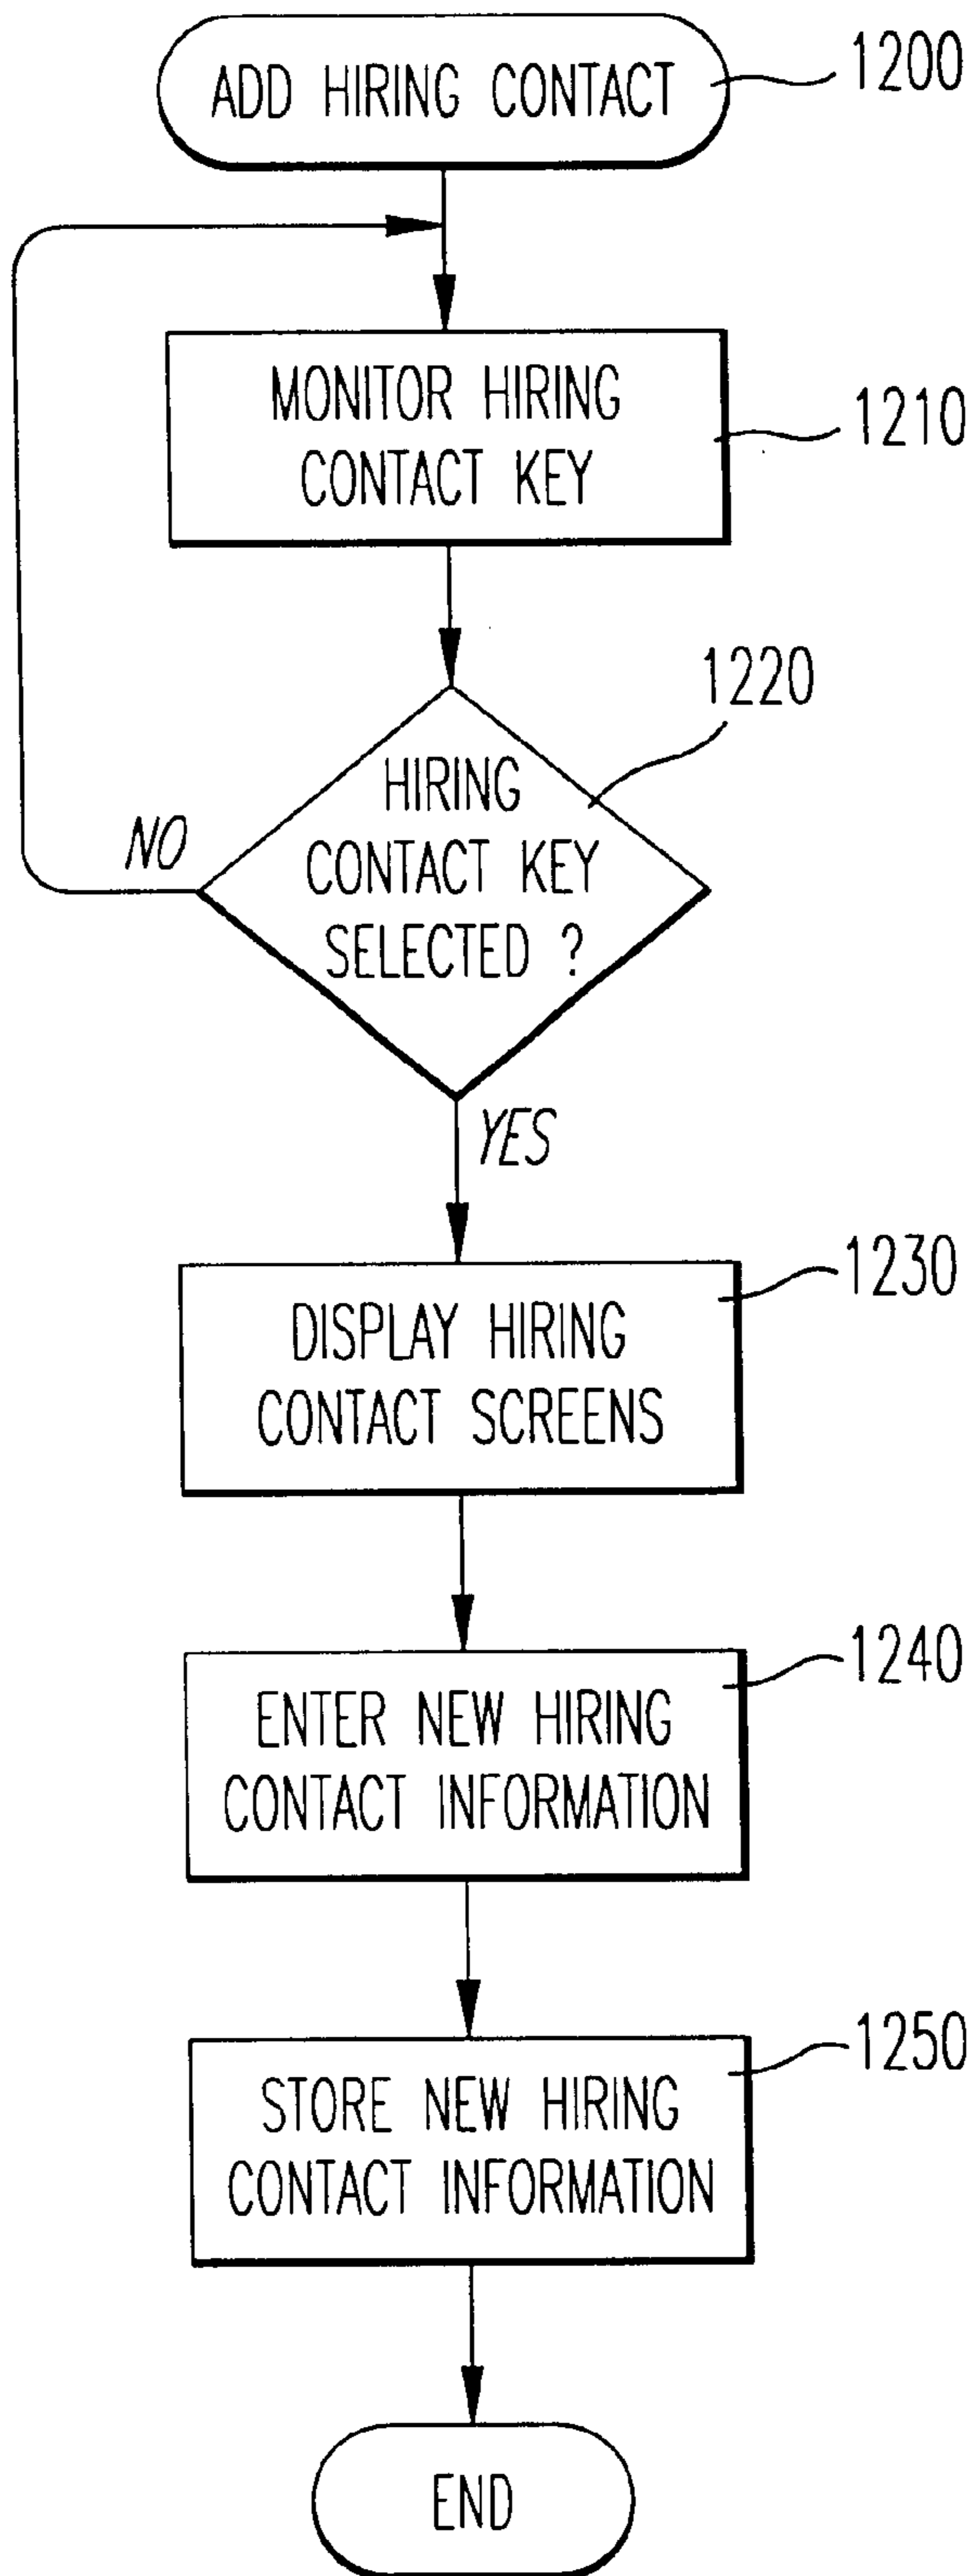 ADD HIRING CONTACT
1200
MONITOR HIRING
CONTACT KEY
1210
1220
HIRING
CONTACT KEY
SELECTED ?
NO
YES
1230
DISPLAY HIRING
CONTACT SCREENS
1240
ENTER NEW HIRING
CONTACT INFORMATION
1250
STORE NEW HIRING
CONTACT INFORMATION
END